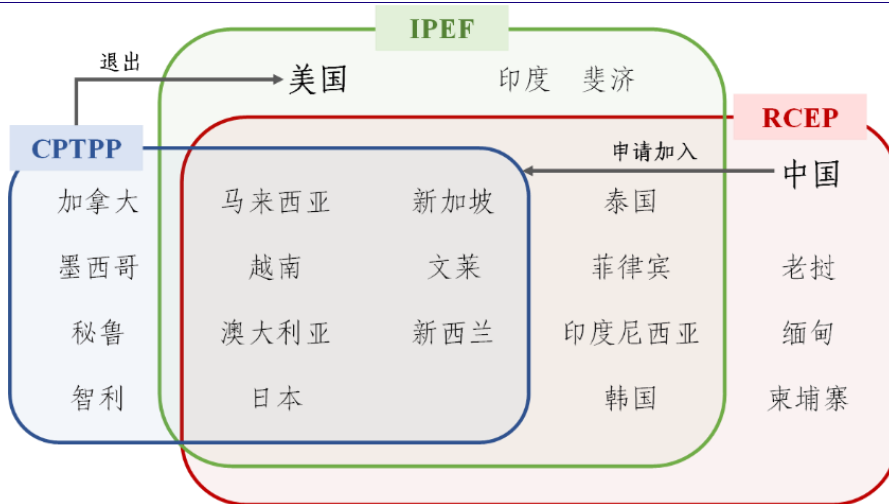 IPEF
退出
美国 印度 斐济
RCEP
CPTPP
申请加入
中国
加拿大 马来西亚 新加坡 泰国
墨西哥 越南 文莱 菲律宾 老挝
秘鲁 澳大利亚 新西兰 印度尼西亚 缅甸
智利 日本 韩国 柬埔寨